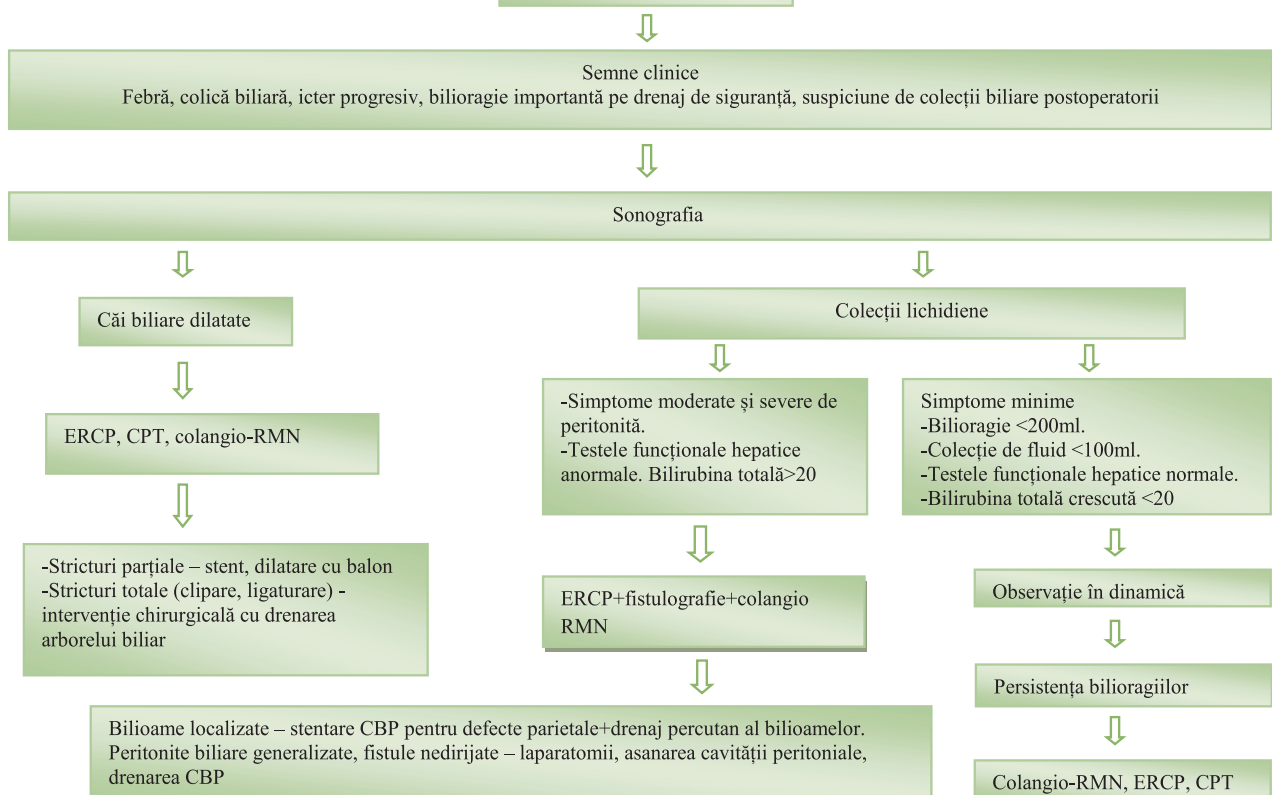 Semne clinice
Febră, colică biliară, icter progresiv, bilioragie importantă pe drenaj de siguranță, suspiciune de colecții biliare postoperatorii
Sonografia
Căi biliare dilatate
Colecții lichidiene
ERCP, CPT, colangio-RMN
-Simptome moderate și severe de
peritonită.
-Testele funcționale hepatice
anormale. Bilirubina totală>20
Simptome minime
-Bilioragie <200ml.
-Colecție de fluid <100ml.
-Testele funcționale hepatice normale.
-Bilirubina totală crescută <20
-Stricturi parțiale – stent, dilatare cu balon
-Stricturi totale (clipare, ligaturare) -
intervenție chirurgicală cu drenarea
arborelui biliar
ERCP+fistulografie+colangio
RMN
Observație în dinamică
Persistența bilioragiilor
Bilioame localizate – stentare CBP pentru defecte parietale+drenaj percutan al bilioamelor.
Peritonite biliare generalizate, fistule nedirijate – laparatomii, asanarea cavității peritoniale,
drenarea CBP
Colangio-RMN, ERCP, CPT